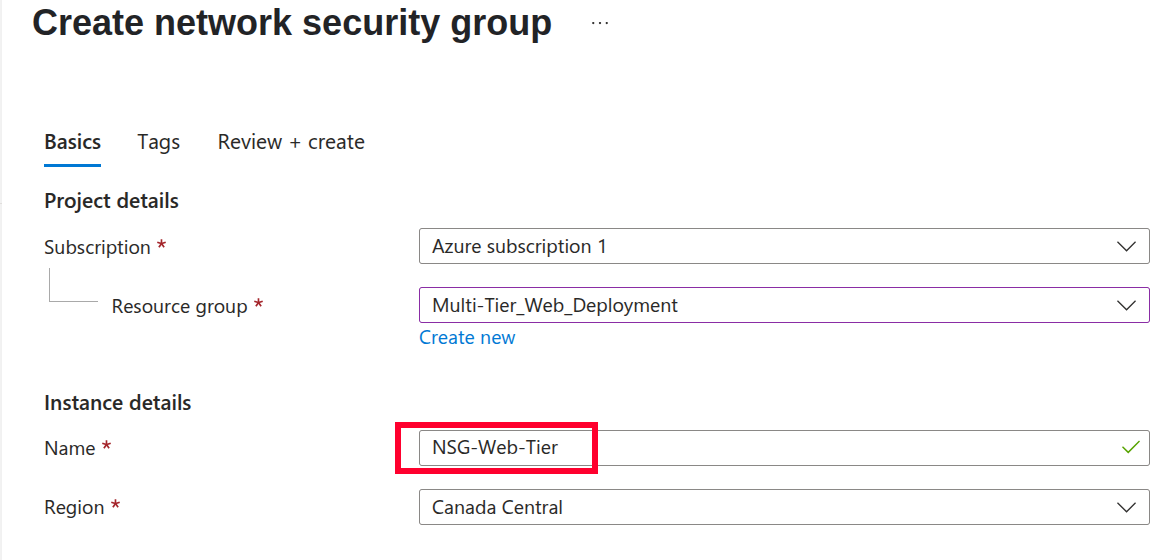 Create network security group ...
Basics Tags Review + create
Project details
Subscription * Azure subscription 1
Resource group * Multi-Tier_Web_Deployment
Create new
Instance details
Name * NSG-Web-Tier
Region * Canada Central